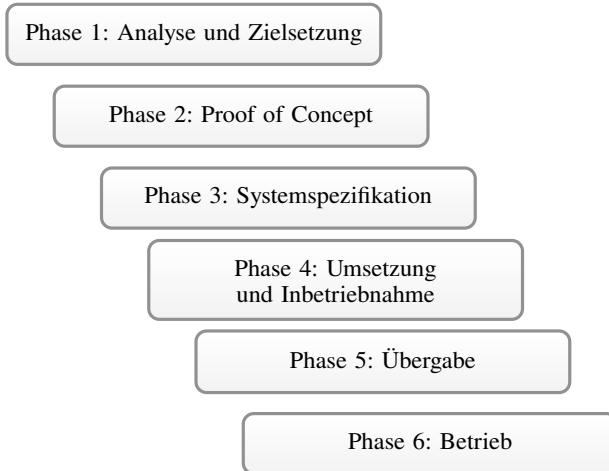 Phase 1: Analyse und Zielsetzung
Phase 2: Proof of Concept
Phase 3: Systemspezifikation
Phase 4: Umsetzung
und Inbetriebnahme
Phase 5: Übergabe
Phase 6: Betrieb